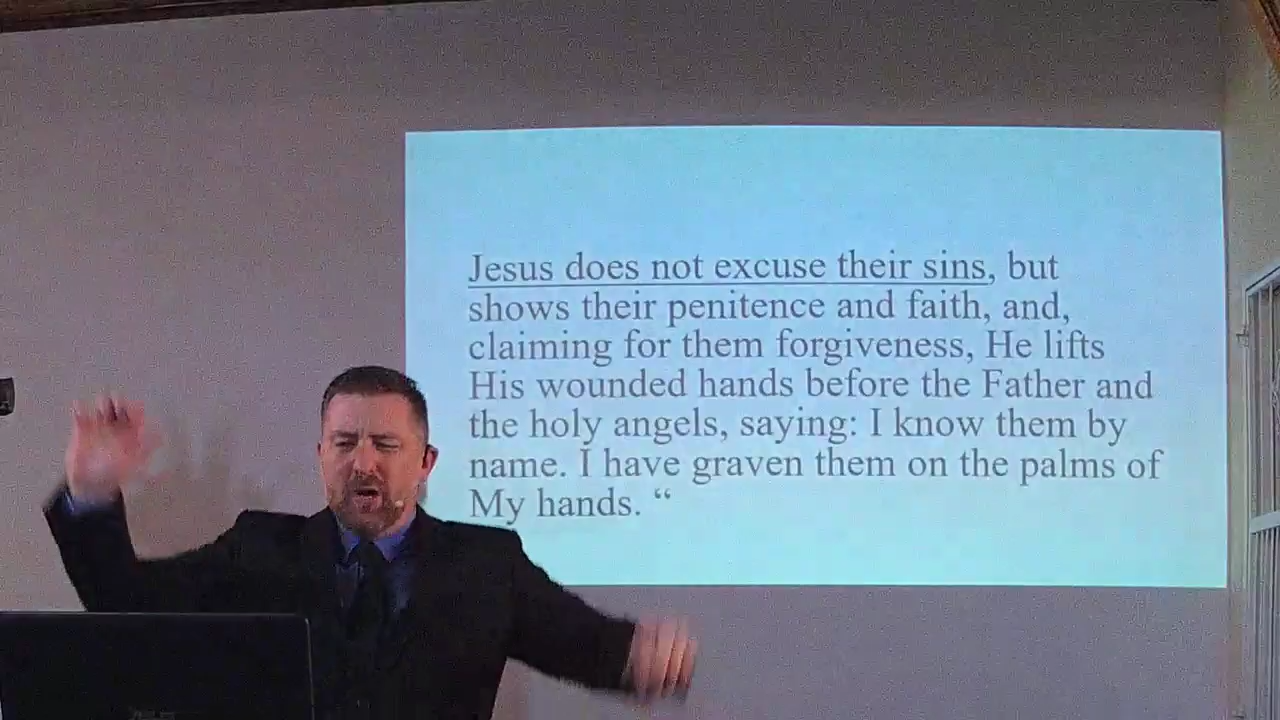 Jesus does not excuse their sins, but
shows their penitence and faith, and,
claiming for them forgiveness, He lifts
His wounded hands before the Father and
the holy angels, saying: I know them by
name. I have graven them on the palms of
My hands. “